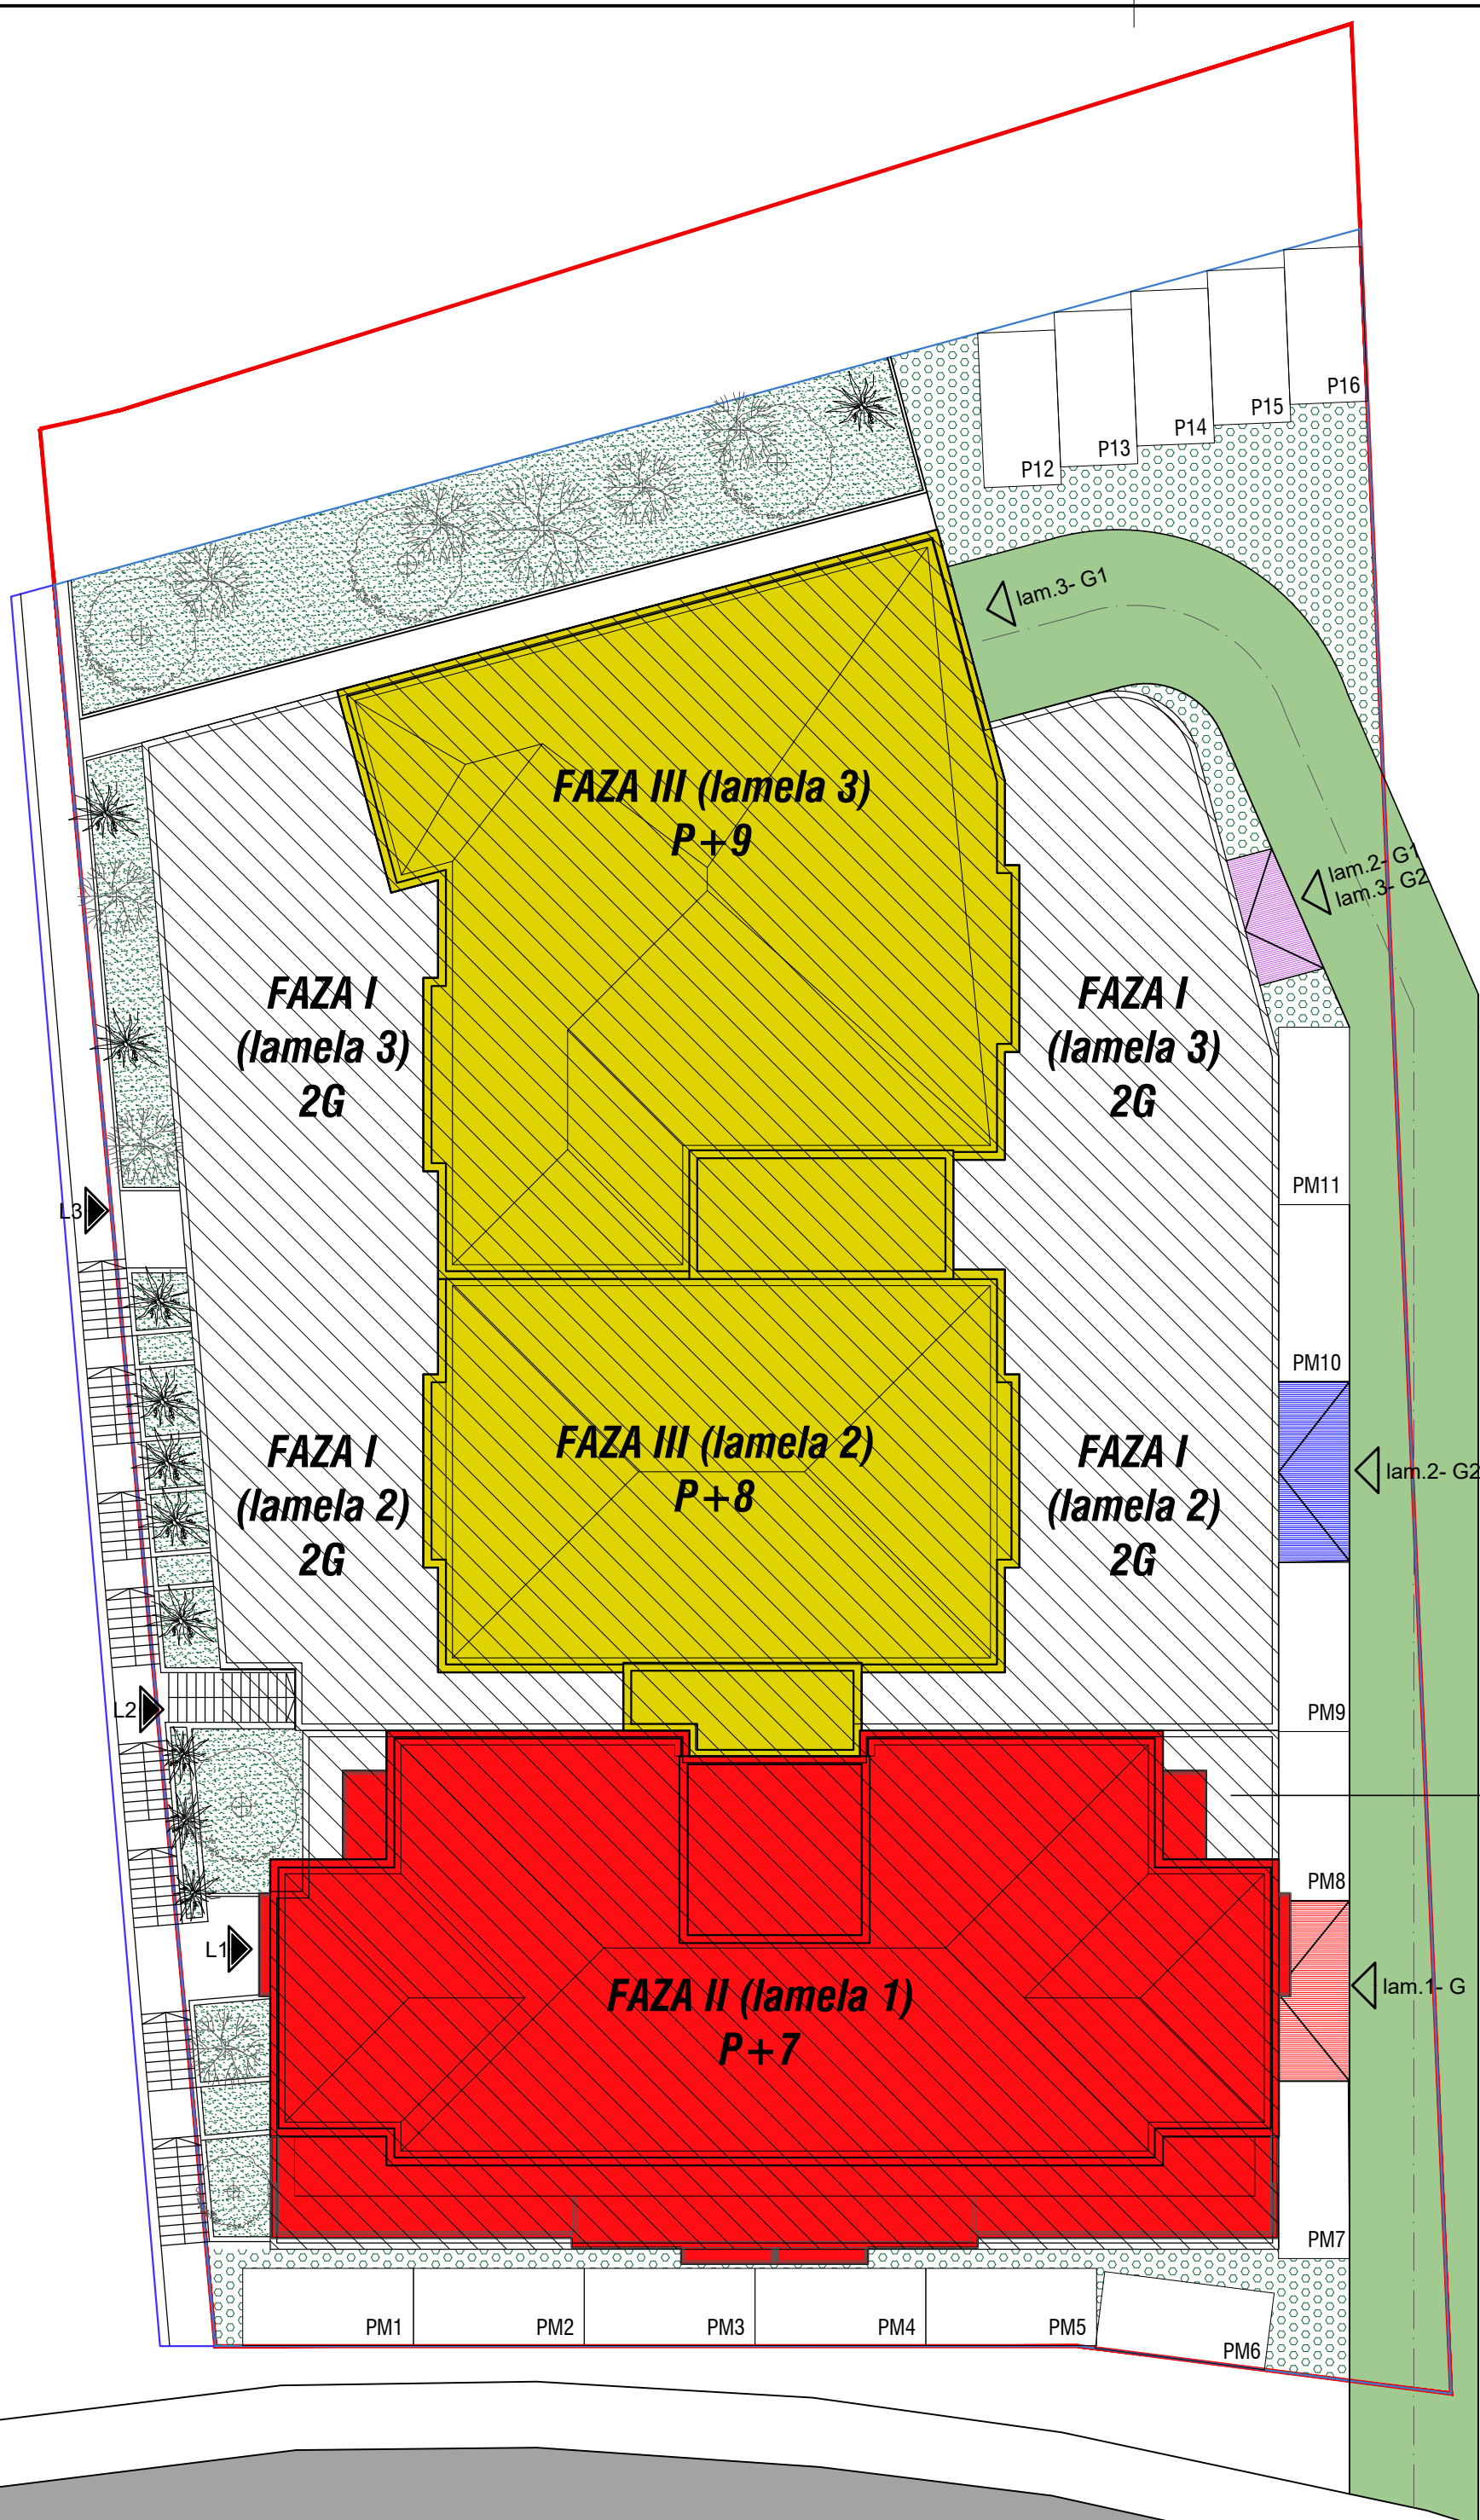 P16
P15
P14
P13
P12
lam.3- G1
FAZA III (lamela 3)
P+9
lam.2- G1
lam.3- G2
FAZA I
(lamela 3)
2G
FAZA I
(lamela 3)
2G
PM11
L3
PM10
FAZA I
(lamela 2)
2G
FAZA III (lamela 2)
P+8
FAZA I
(lamela 2)
2G
lam.2- G2
L2
PM9
PM8
L1
FAZA II (lamela 1)
P+7
lam.1- G
PM7
PM1
PM2
PM3
PM4
PM5
PM6